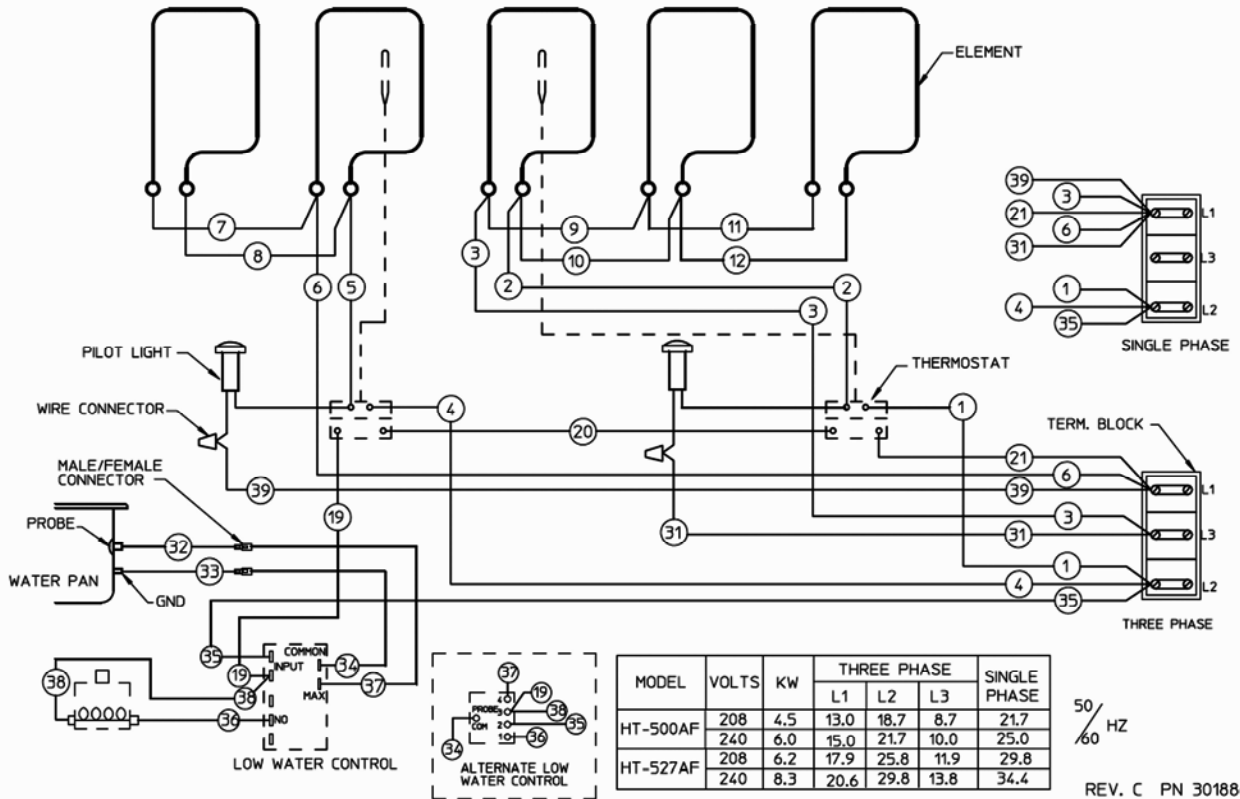 ELEMENT
7
8
9
10
11
12
3
2
6
5
2
3
39
3
21
6
31
L1
L3
1
4
35
L2
SINGLE PHASE
PILOT LIGHT
WIRE CONNECTOR
THERMOSTAT
4
20
1
TERM. BLOCK
21
6
39
39
L1
3
31
31
L3
1
4
35
L2
THREE PHASE
MALE/FEMALE
CONNECTOR
PROBE
32
19
WATER PAN
33
GND
35
COMMON
INPUT
34
19
38
38
MAX
37
36
NO
LOW WATER CONTROL
37
4
19
PROBE
3
38
COM
2
35
34
1
36
ALTERNATE LOW
WATER CONTROL
MODEL VOLTS KW THREE PHASE SINGLE PHASE
L1 L2 L3
HT-500AF 208 4.5 13.0 18.7 8.7 21.7
240 6.0 15.0 21.7 10.0 25.0
HT-527AF 208 6.2 17.9 25.8 11.9 29.8
240 8.3 20.6 29.8 13.8 34.4
50/60 HZ
REV. C PN 30188